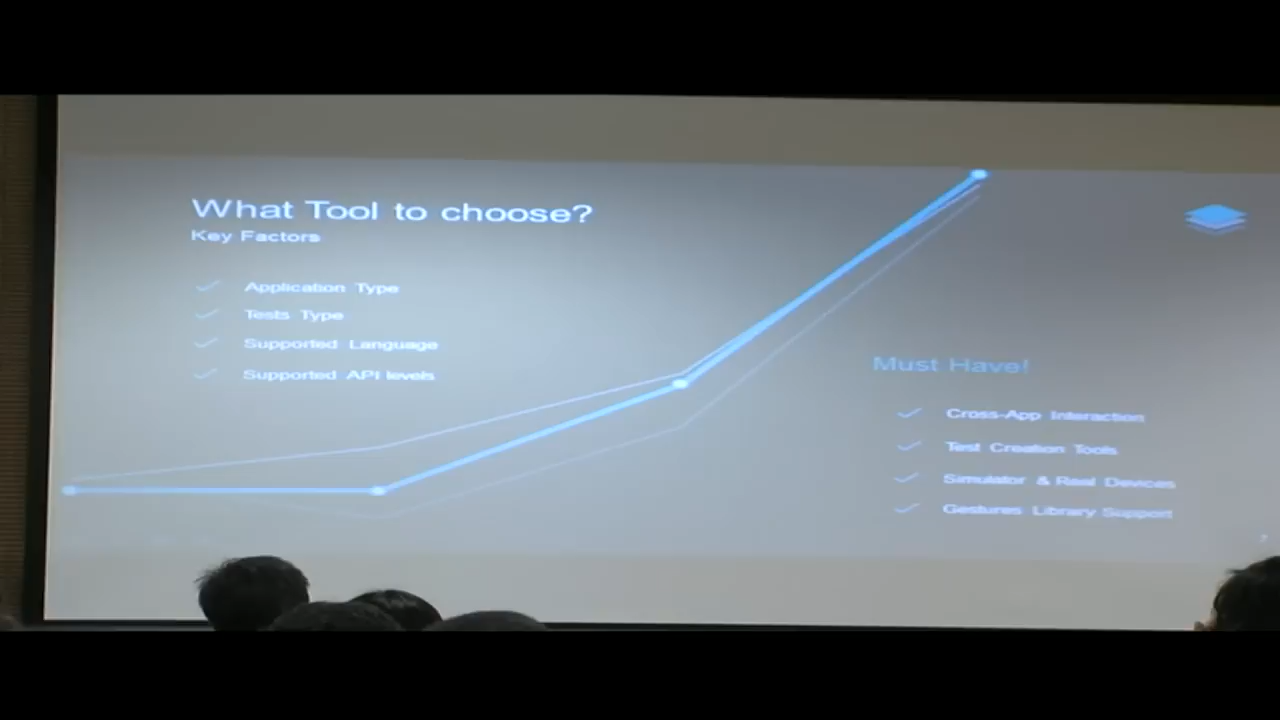 What Tool to choose?
Key Factors
Application Type
Tests Type
Supported Language
Supported API levels
Must Have!
Cross-App Interaction
Test Creation Tools
Simulator & Real Devices
Gestures Library Support